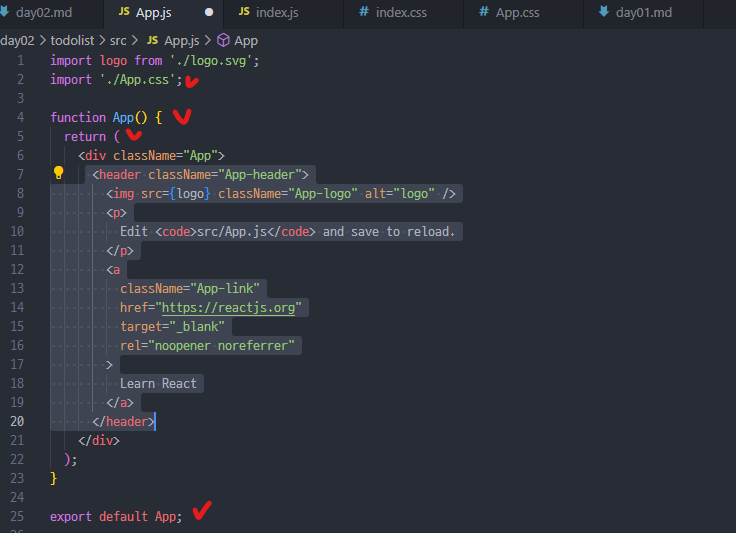 day02.md JS App.js JS index.js # index.css # App.css day01.md
day02 > todolist > src > JS App.js > App
1 import logo from './logo.svg';
2 import './App.css';
3
4 function App() {
5 return (
6 <div className="App">
7 <header className="App-header">
8 <img src={logo} className="App-logo" alt="logo" />
9 <p>
10 Edit <code>src/App.js</code> and save to reload.
11 </p>
12 <a
13 className="App-link"
14 href="https://reactjs.org"
15 target="_blank"
16 rel="noopener noreferrer"
17 >
18 Learn React
19 </a>
20 </header>
21 </div>
22 );
23 }
24
25 export default App;
26